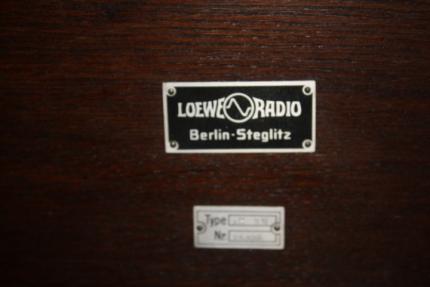 LOEWE RADIO
Berlin-Steglitz
Type
Nr